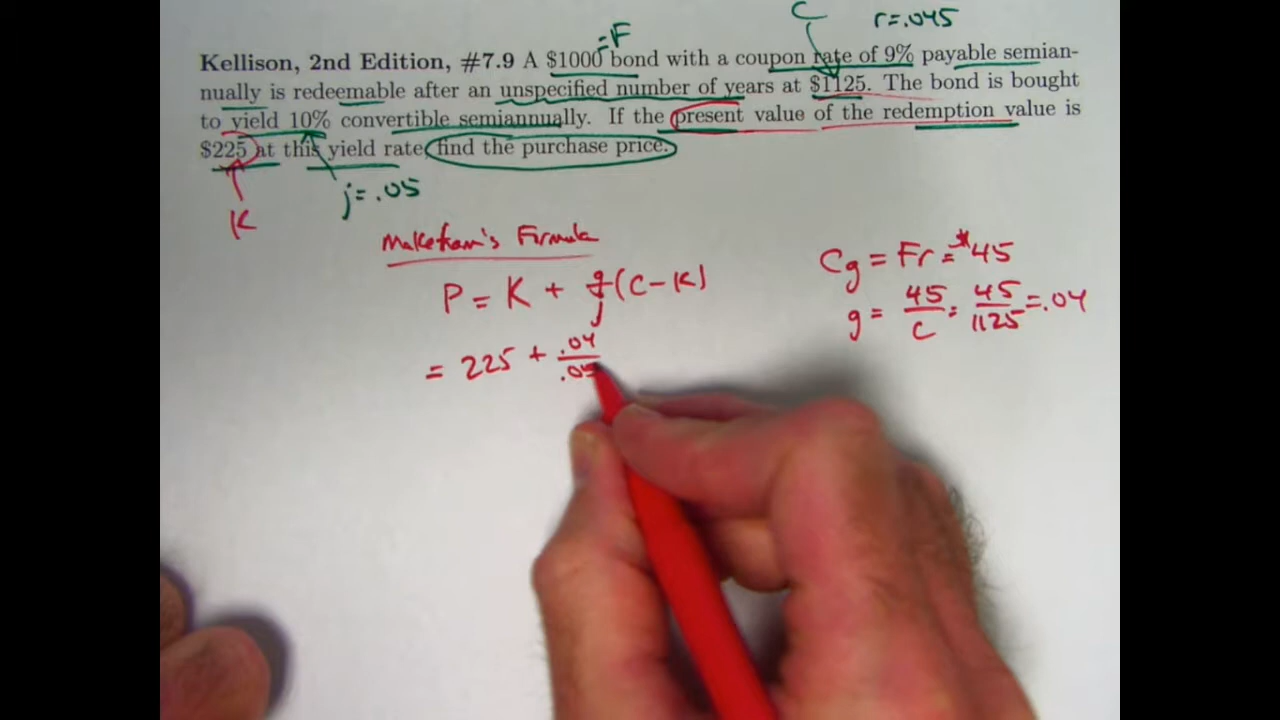 =F
C
r=.045
Kellison, 2nd Edition, #7.9 A $1000 bond with a coupon rate of 9% payable semian-
nually is redeemable after an unspecified number of years at $1125. The bond is bought
to yield 10% convertible semiannually. If the present value of the redemption value is
$225 at this yield rate, find the purchase price.
K
j=.05
Makeham's Formula
P = K + g/j (C-K)
= 225 + .04/.05
Cg = Fr = $45
g = 45/C = 45/1125 = .04